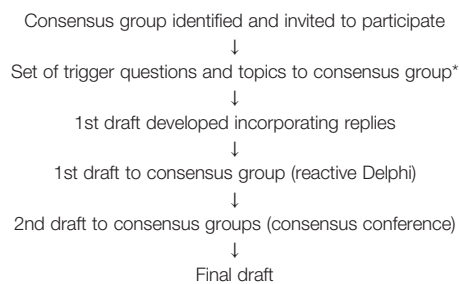 Consensus group identified and invited to participate
↓
Set of trigger questions and topics to consensus group*
↓
1st draft developed incorporating replies
↓
1st draft to consensus group (reactive Delphi)
↓
2nd draft to consensus groups (consensus conference)
↓
Final draft